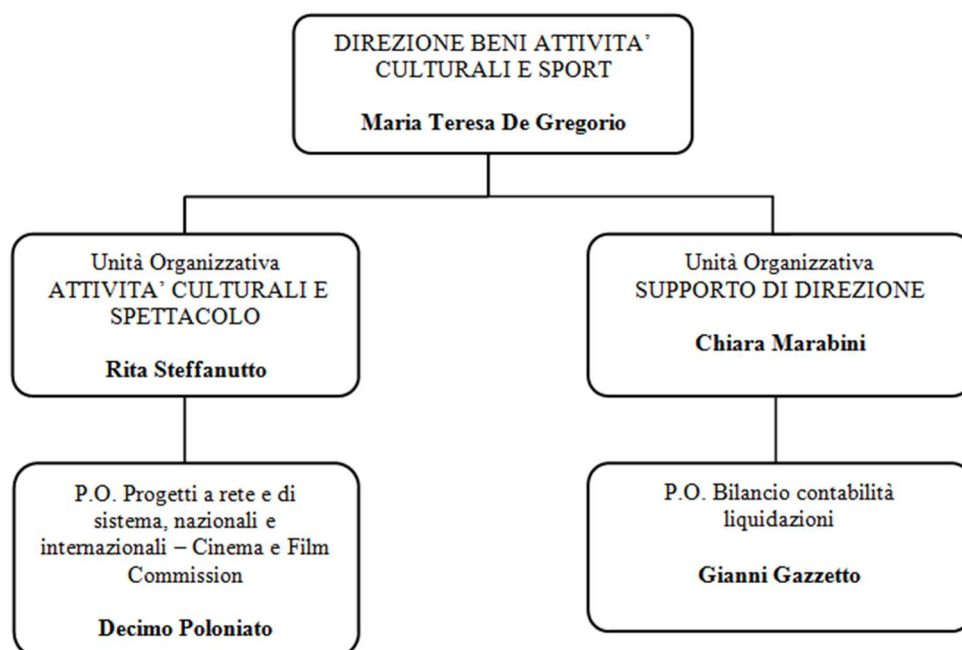 DIREZIONE BENI ATTIVITA’
CULTURALI E SPORT
Maria Teresa De Gregorio
Unità Organizzativa
ATTIVITA’ CULTURALI E
SPETTACOLO
Rita Steffanutto
Unità Organizzativa
SUPPORTO DI DIREZIONE
Chiara Marabini
P.O. Progetti a rete e di
sistema, nazionali e
internazionali – Cinema e Film
Commission
Decimo Poloniato
P.O. Bilancio contabilità
liquidazioni
Gianni Gazzetto